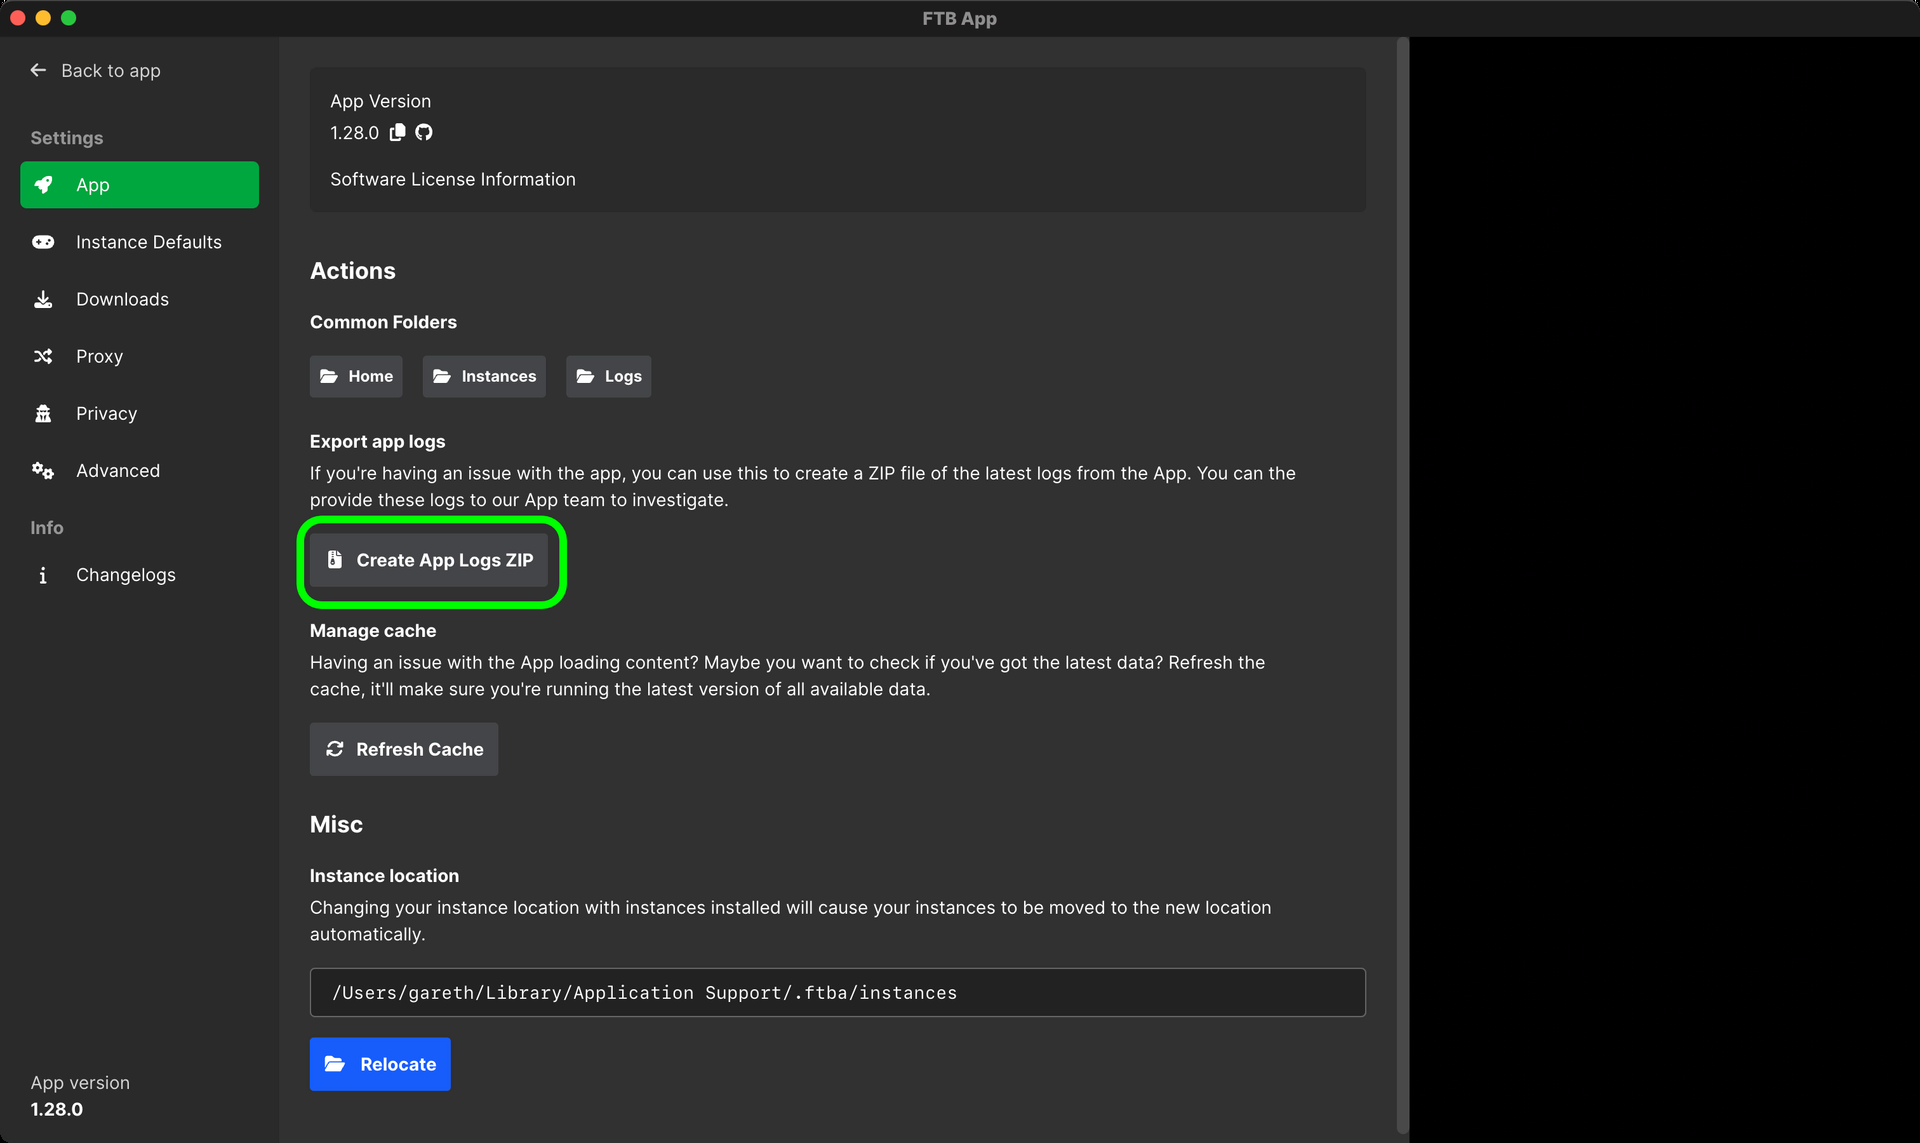 FTB App
Back to app
Settings
App
Instance Defaults
Downloads
Proxy
Privacy
Advanced
Info
Changelogs
App version
1.28.0
App Version
1.28.0
Software License Information
Actions
Common Folders
Home
Instances
Logs
Export app logs
If you're having an issue with the app, you can use this to create a ZIP file of the latest logs from the App. You can the
provide these logs to our App team to investigate.
Create App Logs ZIP
Manage cache
Having an issue with the App loading content? Maybe you want to check if you've got the latest data? Refresh the
cache, it'll make sure you're running the latest version of all available data.
Refresh Cache
Misc
Instance location
Changing your instance location with instances installed will cause your instances to be moved to the new location
automatically.
/Users/gareth/Library/Application Support/.ftba/instances
Relocate